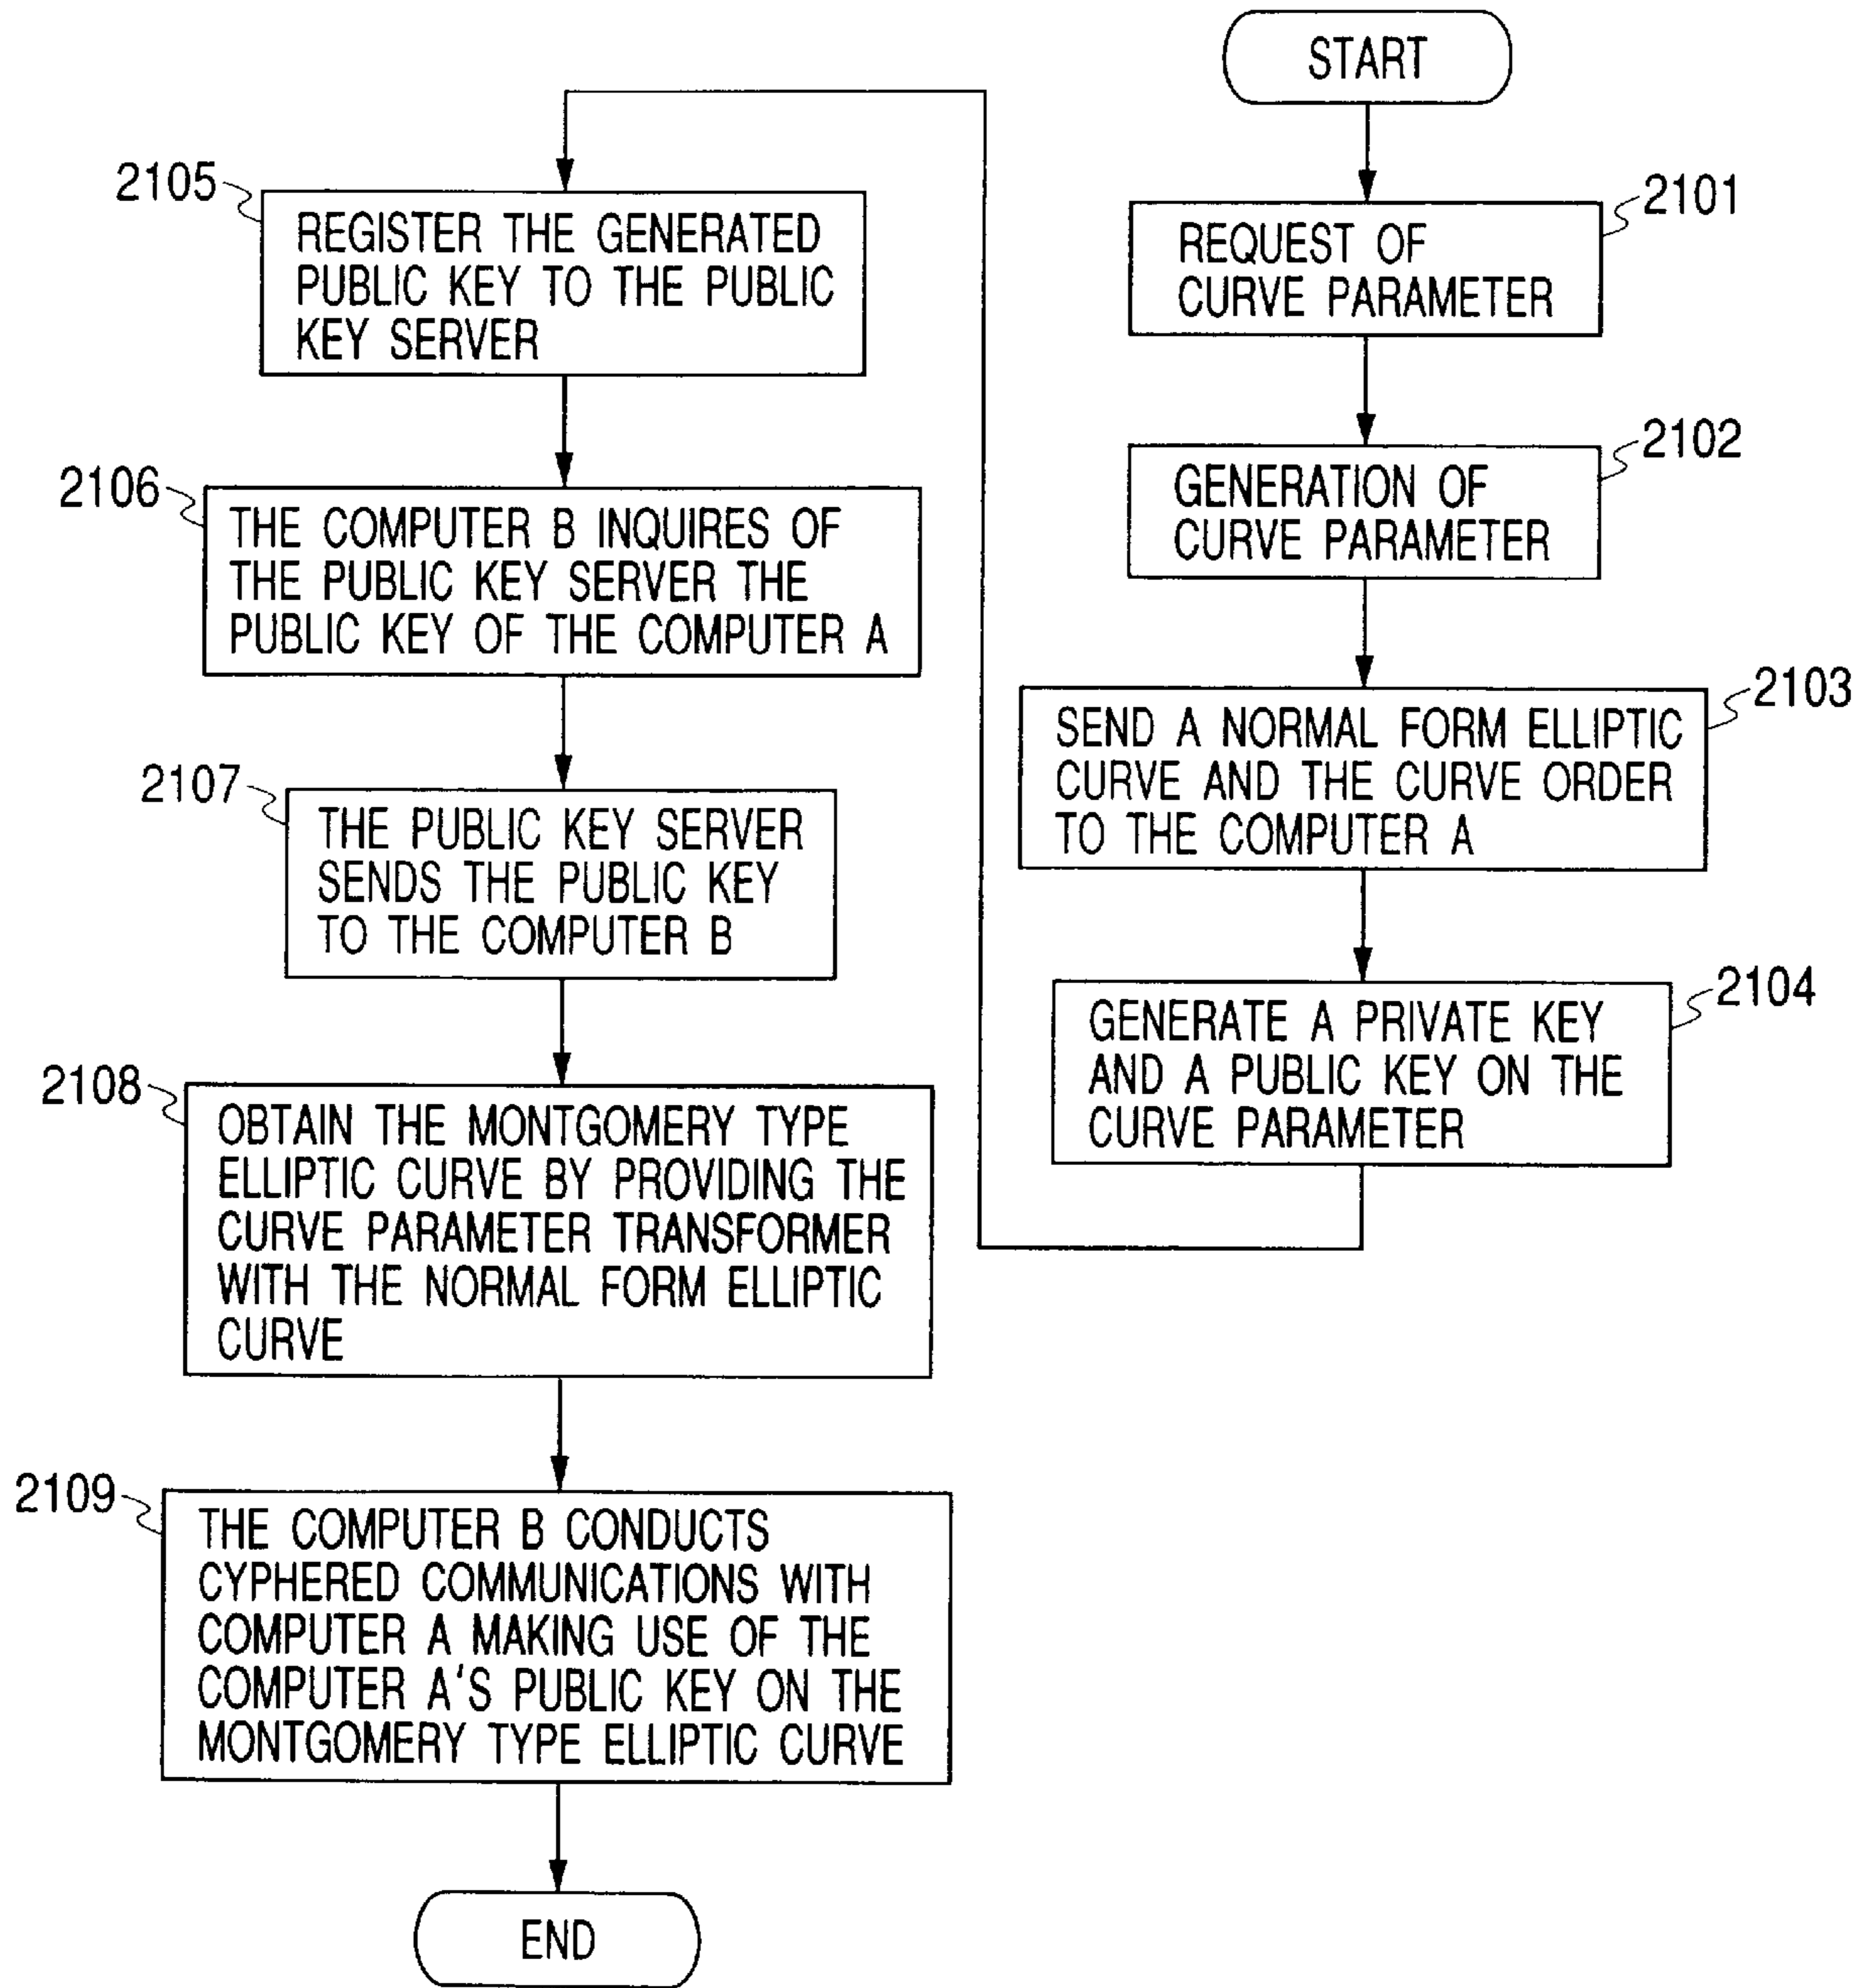 START
2101
REQUEST OF
CURVE PARAMETER
2102
GENERATION OF
CURVE PARAMETER
2103
SEND A NORMAL FORM ELLIPTIC
CURVE AND THE CURVE ORDER
TO THE COMPUTER A
2104
GENERATE A PRIVATE KEY
AND A PUBLIC KEY ON THE
CURVE PARAMETER
2105
REGISTER THE GENERATED
PUBLIC KEY TO THE PUBLIC
KEY SERVER
2106
THE COMPUTER B INQUIRES OF
THE PUBLIC KEY SERVER THE
PUBLIC KEY OF THE COMPUTER A
2107
THE PUBLIC KEY SERVER
SENDS THE PUBLIC KEY
TO THE COMPUTER B
2108
OBTAIN THE MONTGOMERY TYPE
ELLIPTIC CURVE BY PROVIDING THE
CURVE PARAMETER TRANSFORMER
WITH THE NORMAL FORM ELLIPTIC
CURVE
2109
THE COMPUTER B CONDUCTS
CYPHERED COMMUNICATIONS WITH
COMPUTER A MAKING USE OF THE
COMPUTER A'S PUBLIC KEY ON THE
MONTGOMERY TYPE ELLIPTIC CURVE
END